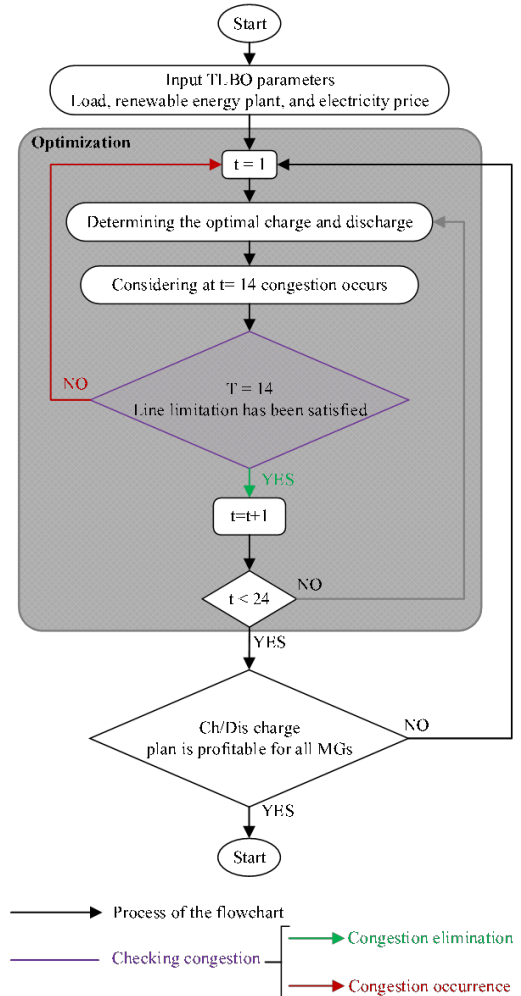 Start
Input TLBO parameters
Load, renewable energy plant, and electricity price
Optimization
t = 1
Determining the optimal charge and discharge
Considering at t= 14 congestion occurs
NO
T = 14
Line limitation has been satisfied
YES
t=t+1
t < 24
NO
YES
Ch/Dis charge
plan is profitable for all MGs
NO
YES
Start
Process of the flowchart
Checking congestion
Congestion elimination
Congestion occurrence